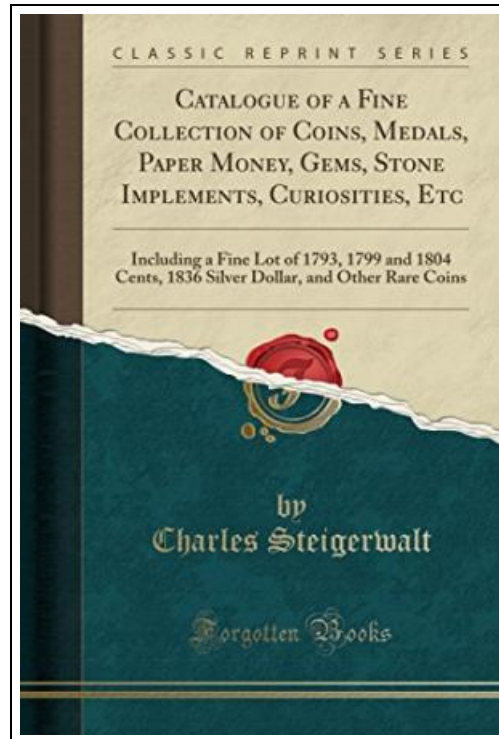 CLASSIC REPRINT SERIES
CATALOGUE OF A FINE
COLLECTION OF COINS, MEDALS,
PAPER MONEY, GEMS, STONE
IMPLEMENTS, CURIOSITIES, ETC
Including a Fine Lot of 1793, 1799 and 1804
Cents, 1836 Silver Dollar, and Other Rare Coins
by
Charles Steigerwalt
Forgotten Books